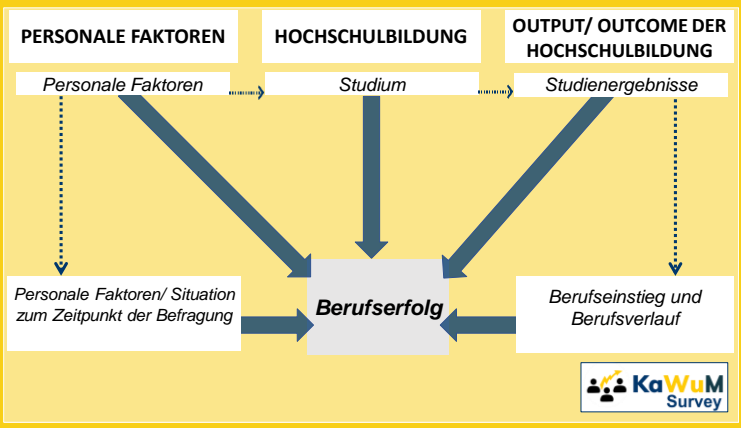 PERSONALE FAKTOREN
HOCHSCHULBILDUNG
OUTPUT/ OUTCOME DER
HOCHSCHULBILDUNG
Personale Faktoren
Studium
Studienergebnisse
Personale Faktoren/ Situation
zum Zeitpunkt der Befragung
Berufserfolg
Berufseinstieg und
Berufsverlauf
KaWuM
Survey